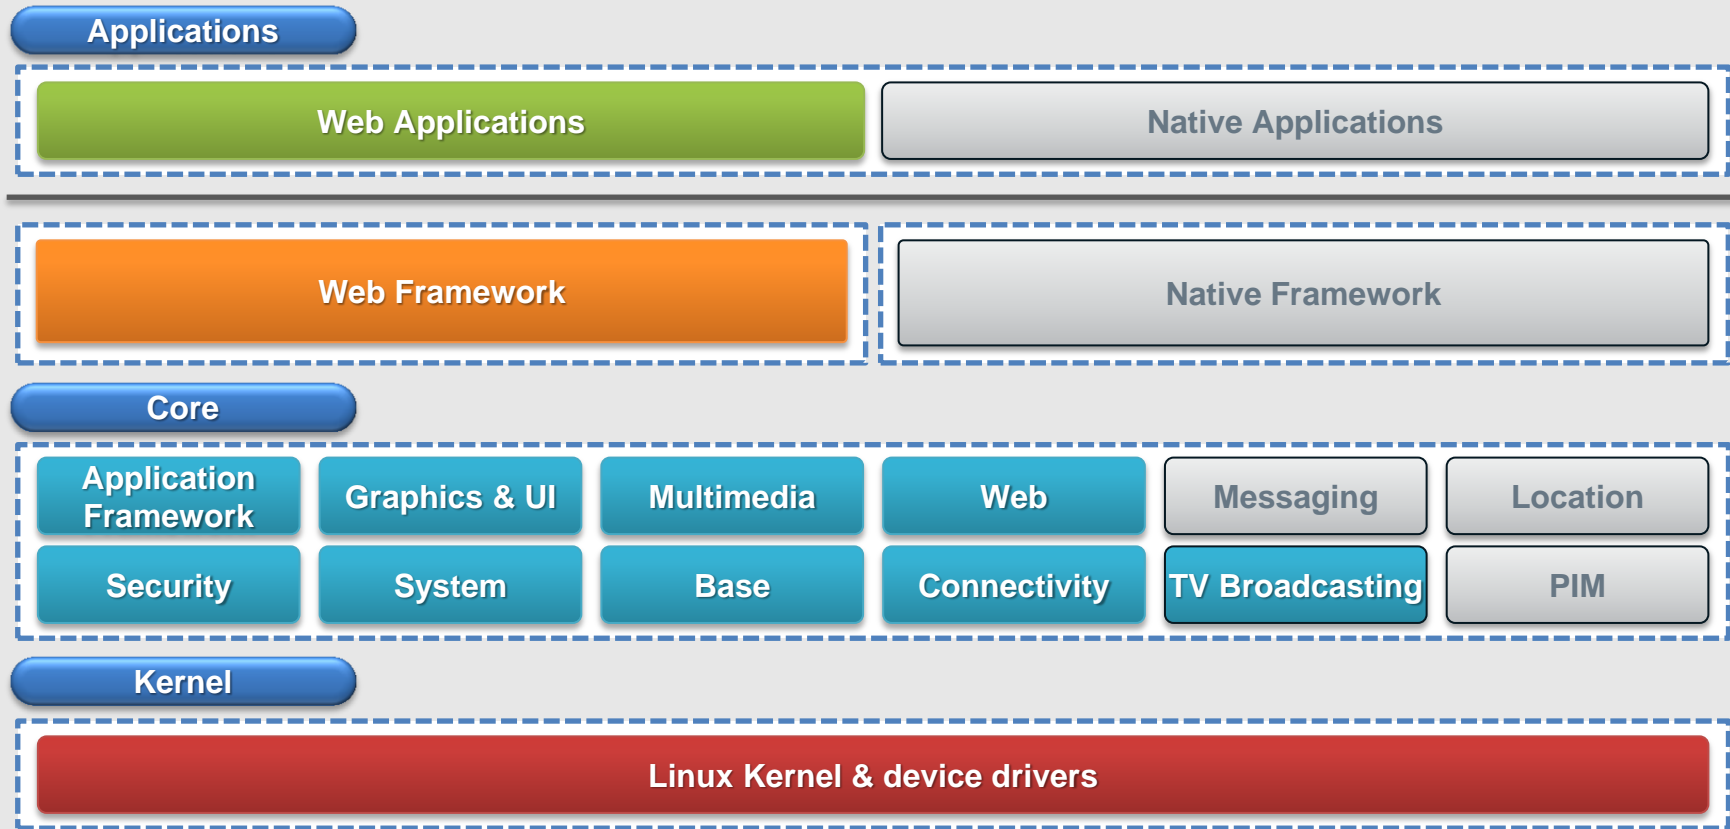 Applications
Web Applications
Native Applications
Web Framework
Native Framework
Core
Application
Framework
Graphics & UI
Multimedia
Web
Messaging
Location
Security
System
Base
Connectivity
TV Broadcasting
PIM
Kernel
Linux Kernel & device drivers